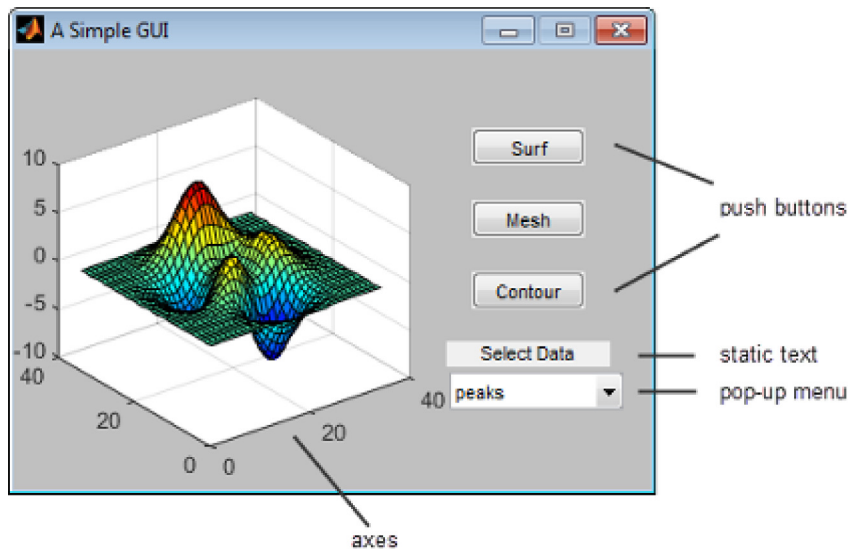 A Simple GUI
Surf
Mesh
Contour
Select Data
peaks
push buttons
static text
pop-up menu
axes
10
5
0
-5
-10
40
20
0
0
20
40